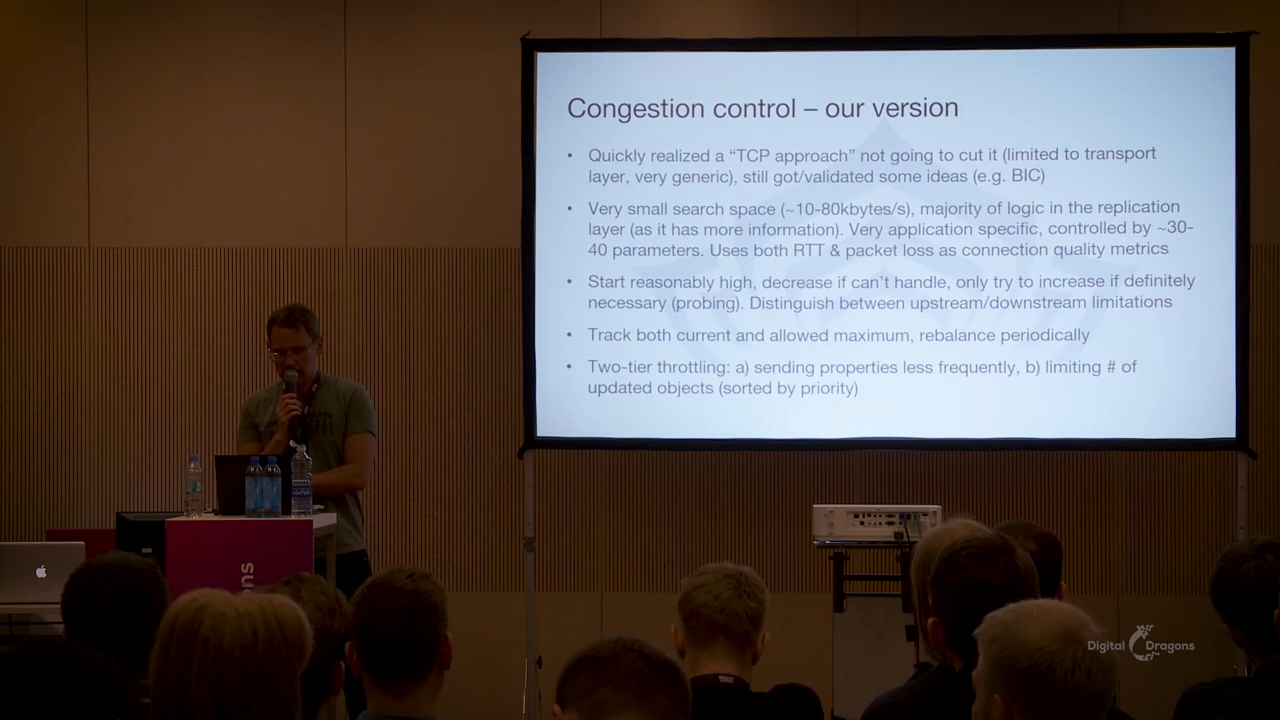 Congestion control – our version
• Quickly realized a “TCP approach” not going to cut it (limited to transport
layer, very generic), still got/validated some ideas (e.g. BIC)
• Very small search space (~10-80kbytes/s), majority of logic in the replication
layer (as it has more information). Very application specific, controlled by ~30-
40 parameters. Uses both RTT & packet loss as connection quality metrics
• Start reasonably high, decrease if can’t handle, only try to increase if definitely
necessary (probing). Distinguish between upstream/downstream limitations
• Track both current and allowed maximum, rebalance periodically
• Two-tier throttling: a) sending properties less frequently, b) limiting # of
updated objects (sorted by priority)
ns
Digital Dragons